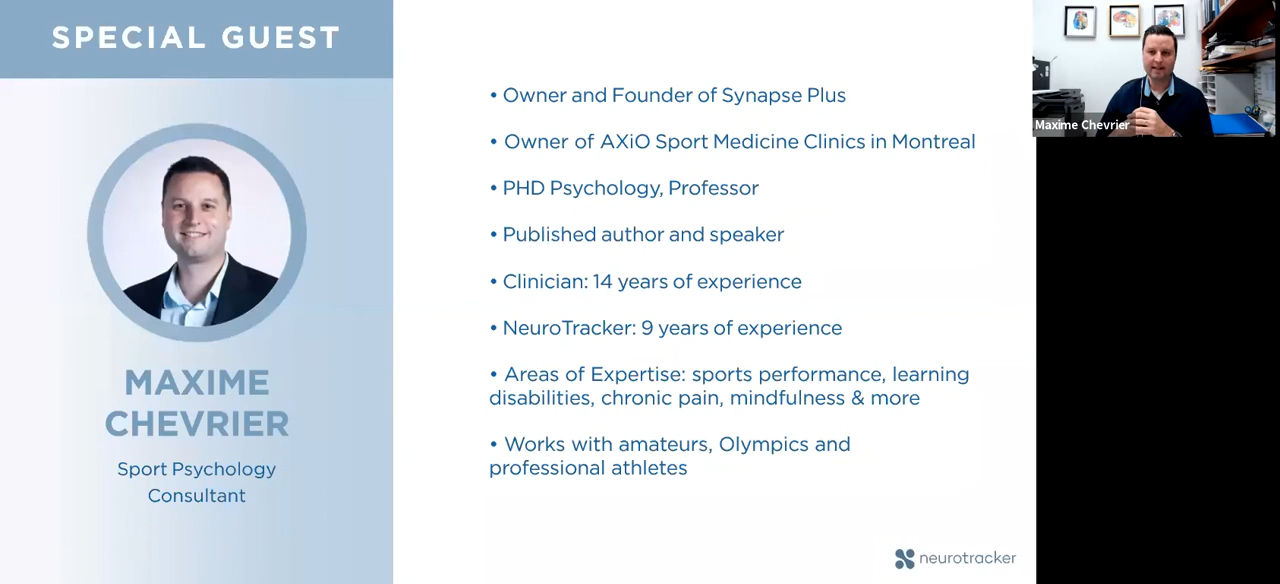 SPECIAL GUEST
MAXIME
CHEVRIER
Sport Psychology
Consultant
• Owner and Founder of Synapse Plus
• Owner of AXiO Sport Medicine Clinics in Montreal
• PHD Psychology, Professor
• Published author and speaker
• Clinician: 14 years of experience
• NeuroTracker: 9 years of experience
• Areas of Expertise: sports performance, learning
disabilities, chronic pain, mindfulness & more
• Works with amateurs, Olympics and
professional athletes
neurotracker
Maxime Chevrier